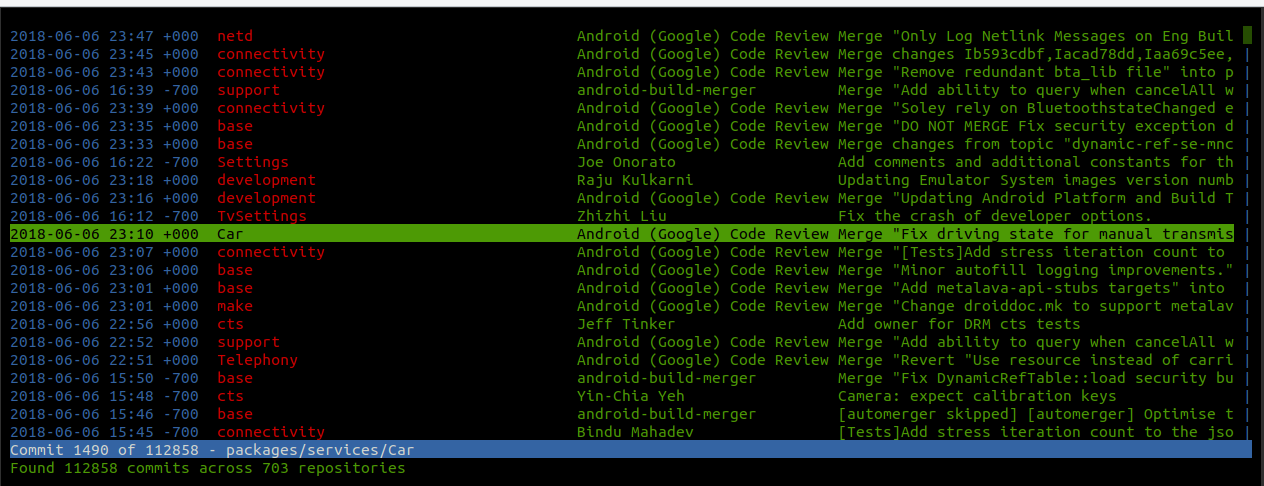 2018-06-06 23:47 +000 netd Android (Google) Code Review Merge "Only Log Netlink Messages on Eng Buil
2018-06-06 23:45 +000 connectivity Android (Google) Code Review Merge changes Ib593cdbf,Iacad78dd,Iaa69c5ee, |
2018-06-06 23:43 +000 connectivity Android (Google) Code Review Merge "Remove redundant bta_lib file" into p |
2018-06-06 16:39 -700 support android-build-merger Merge "Add ability to query when cancelAll w |
2018-06-06 23:39 +000 connectivity Android (Google) Code Review Merge "Soley rely on BluetoothstateChanged e |
2018-06-06 23:35 +000 base Android (Google) Code Review Merge "DO NOT MERGE Fix security exception d |
2018-06-06 23:33 +000 base Android (Google) Code Review Merge changes from topic "dynamic-ref-se-mnc |
2018-06-06 16:22 -700 Settings Joe Onorato Add comments and additional constants for th |
2018-06-06 23:18 +000 development Raju Kulkarni Updating Emulator System images version numb |
2018-06-06 23:16 +000 development Android (Google) Code Review Merge "Updating Android Platform and Build T |
2018-06-06 16:12 -700 TvSettings Zhizhi Liu Fix the crash of developer options. |
2018-06-06 23:10 +000 Car Android (Google) Code Review Merge "Fix driving state for manual transmis |
2018-06-06 23:07 +000 connectivity Android (Google) Code Review Merge "[Tests]Add stress iteration count to |
2018-06-06 23:06 +000 base Android (Google) Code Review Merge "Minor autofill logging improvements." |
2018-06-06 23:01 +000 base Android (Google) Code Review Merge "Add metalava-api-stubs targets" into |
2018-06-06 23:01 +000 make Android (Google) Code Review Merge "Change droiddoc.mk to support metalav |
2018-06-06 22:56 +000 cts Jeff Tinker Add owner for DRM cts tests |
2018-06-06 22:52 +000 support Android (Google) Code Review Merge "Add ability to query when cancelAll w |
2018-06-06 22:51 +000 Telephony Android (Google) Code Review Merge "Revert "Use resource instead of carri |
2018-06-06 15:50 -700 base android-build-merger Merge "Fix DynamicRefTable::load security bu |
2018-06-06 15:48 -700 cts Yin-Chia Yeh Camera: expect calibration keys |
2018-06-06 15:46 -700 base android-build-merger [automerger skipped] [automerger] Optimise t |
2018-06-06 15:45 -700 connectivity Bindu Mahadev [Tests]Add stress iteration count to the jso |
Commit 1490 of 112858 - packages/services/Car
Found 112858 commits across 703 repositories